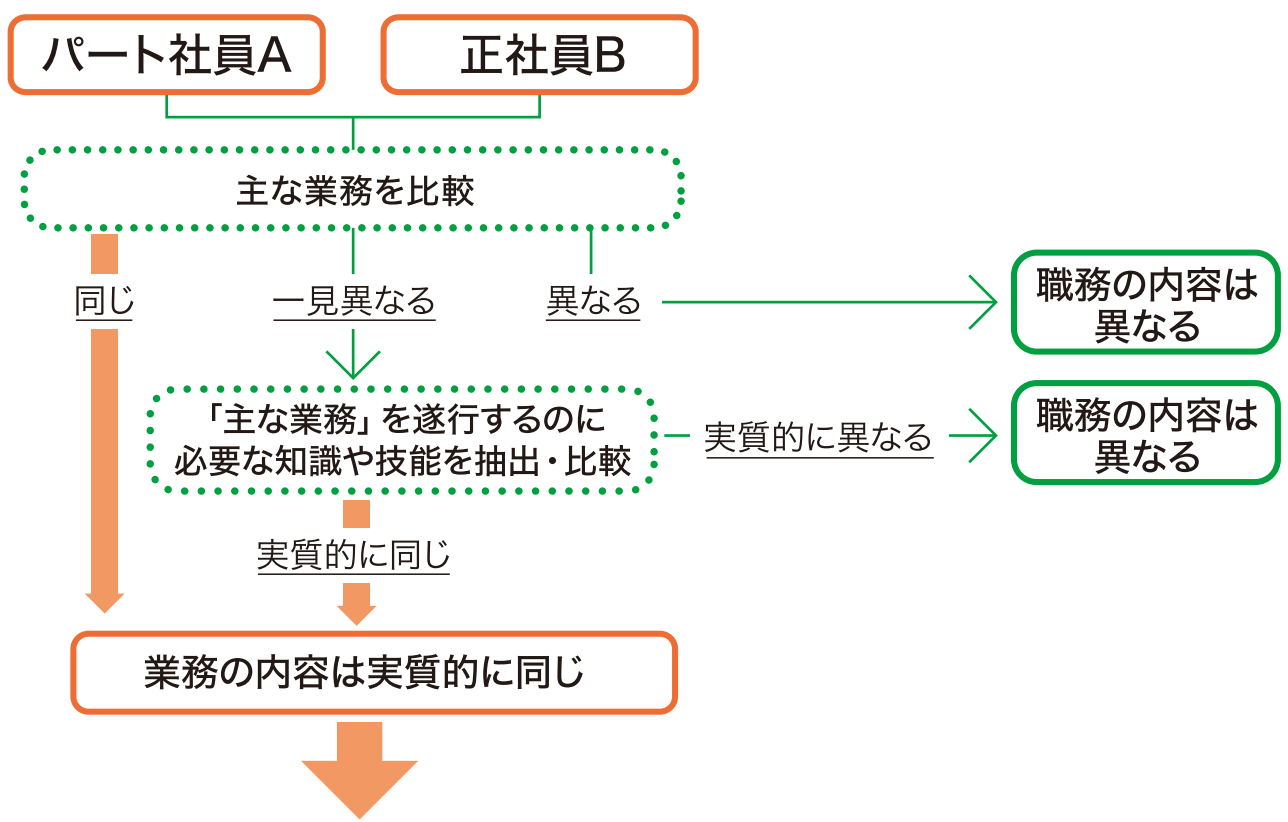 パート社員A
正社員B
主な業務を比較
同じ
一見異なる
異なる
職務の内容は
異なる
「主な業務」を遂行するのに
必要な知識や技能を抽出・比較
実質的に異なる
職務の内容は
異なる
実質的に同じ
業務の内容は実質的に同じ